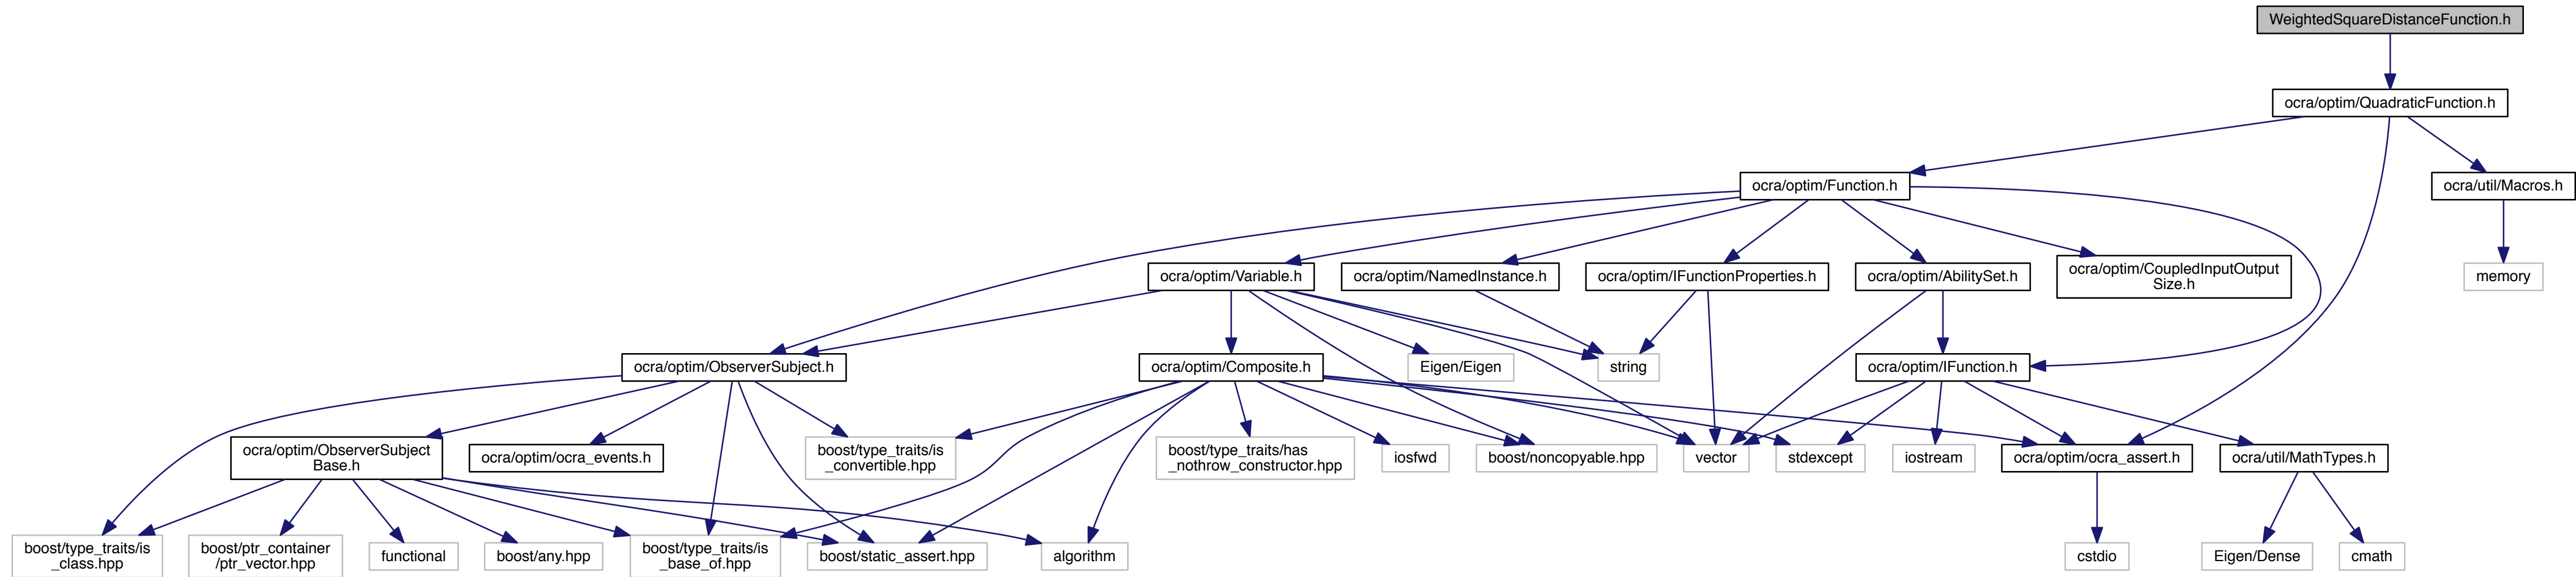 WeightedSquareDistanceFunction.h
ocra/optim/QuadraticFunction.h
ocra/optim/Function.h
ocra/util/Macros.h
ocra/optim/Variable.h
ocra/optim/NamedInstance.h
ocra/optim/IFunctionProperties.h
ocra/optim/AbilitySet.h
ocra/optim/CoupledInputOutput
Size.h
memory
ocra/optim/ObserverSubject.h
ocra/optim/Composite.h
Eigen/Eigen
string
ocra/optim/IFunction.h
ocra/optim/ObserverSubject
Base.h
ocra/optim/ocra_events.h
boost/type_traits/is
_convertible.hpp
boost/type_traits/has
_nothrow_constructor.hpp
iosfwd
boost/noncopyable.hpp
vector
stdexcept
iostream
ocra/optim/ocra_assert.h
ocra/util/MathTypes.h
boost/type_traits/is
_class.hpp
boost/ptr_container
/ptr_vector.hpp
functional
boost/any.hpp
boost/type_traits/is
_base_of.hpp
boost/static_assert.hpp
algorithm
cstdio
Eigen/Dense
cmath